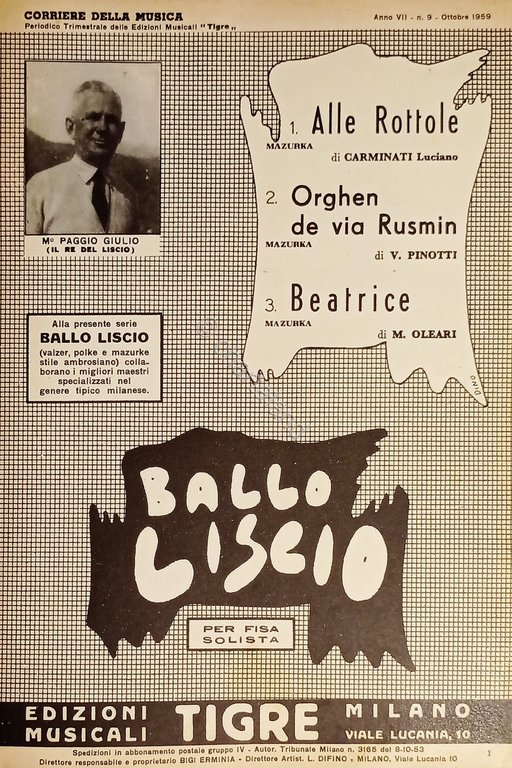 CORRIERE DELLA MUSICA
Periodico Trimestrale delle Edizioni Musicali "Tigre"
Anno VII - n. 9 - Ottobre 1959
1. Alle Rottole
MAZURKA
di CARMINATI Luciano
2. Orghen
de via Rusmin
MAZURKA
di V. PINOTTI
3. Beatrice
MAZURKA
di M. OLEARI
DINO
Mº PAGGIO GIULIO
(IL RE DEL LISCIO)
Alla presente serie
BALLO LISCIO
(valzer, polke e mazurke
stile ambrosiano) colla-
borano i migliori maestri
specializzati nel
genere tipico milanese.
BALLO
LISCIO
PER FISA
SOLISTA
EDIZIONI
MUSICALI
TIGRE
MILANO
VIALE LUCANIA, 10
Spedizioni in abbonamento postale gruppo IV - Autor. Tribunale Milano n. 3165 del 9-10-53
Direttore responsabile e proprietario BIGI ERMINIA - Direttore Artist. L. DIFINO - MILANO, Viale Lucania 10
1